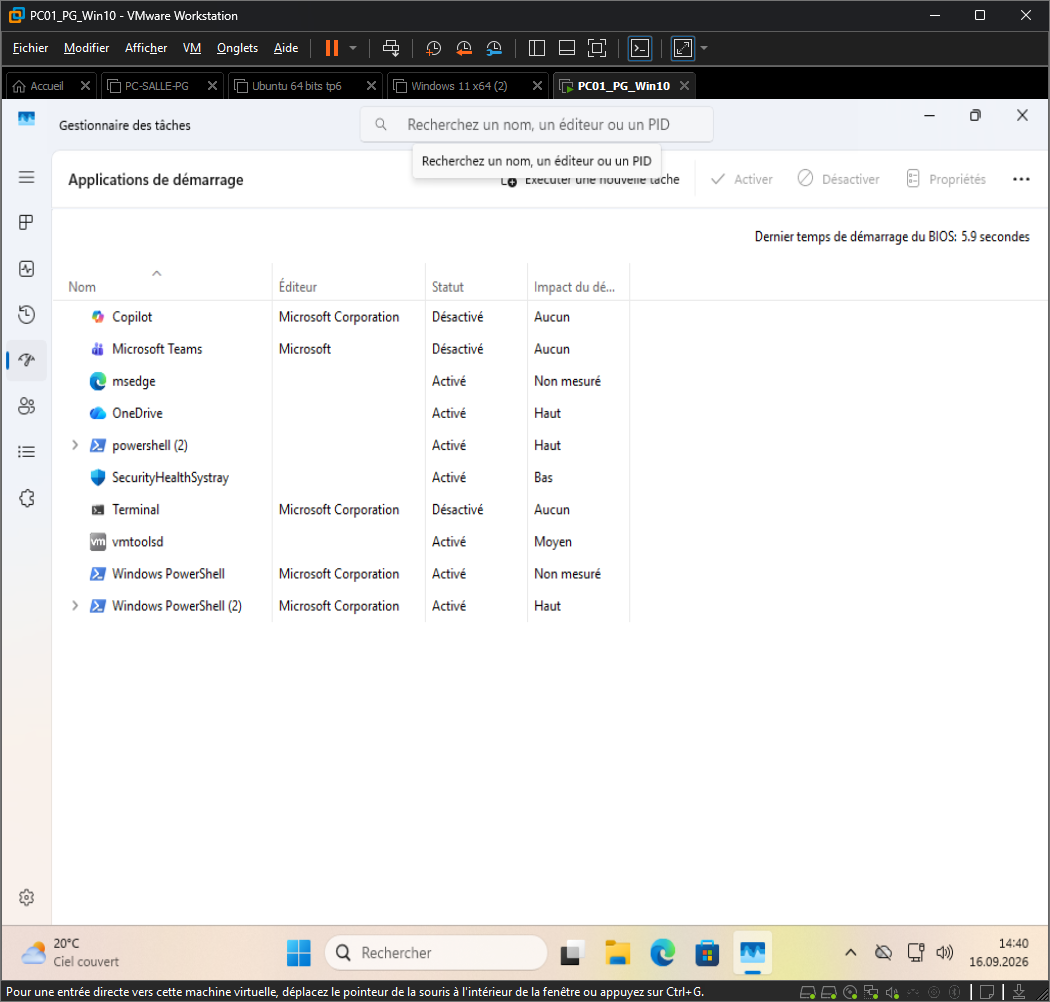 PC01_PG_Win10 - VMware Workstation
Fichier Modifier Afficher VM Onglets Aide
Accueil PC-SALLE-PG Ubuntu 64 bits tp6 Windows 11 x64 (2) PC01_PG_Win10
Gestionnaire des tâches
Recherchez un nom, un éditeur ou un PID
Recherchez un nom, un éditeur ou un PID
Applications de démarrage
Exécuter une nouvelle tâche Activer Désactiver Propriétés
Dernier temps de démarrage du BIOS: 5.9 secondes
Nom Éditeur Statut Impact du dé...
Copilot Microsoft Corporation Désactivé Aucun
Microsoft Teams Microsoft Désactivé Aucun
msedge Activé Non mesuré
OneDrive Activé Haut
powershell (2) Activé Haut
SecurityHealthSystray Activé Bas
Terminal Microsoft Corporation Désactivé Aucun
vm vmtoolsd Activé Moyen
Windows PowerShell Microsoft Corporation Activé Non mesuré
Windows PowerShell (2) Microsoft Corporation Activé Haut
20°C
Ciel couvert
Rechercher
14:40
16.09.2026
Pour une entrée directe vers cette machine virtuelle, déplacez le pointeur de la souris à l'intérieur de la fenêtre ou appuyez sur Ctrl+G.